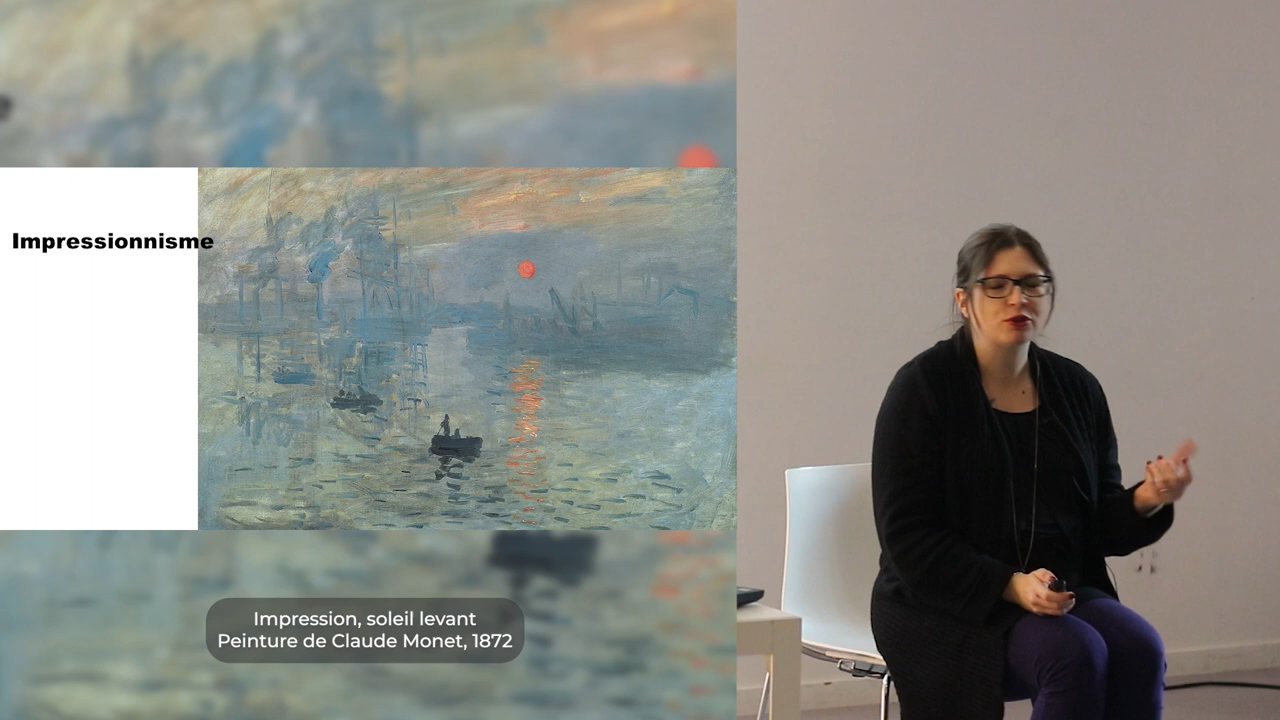 Impressionnisme
Impression, soleil levant
Peinture de Claude Monet, 1872